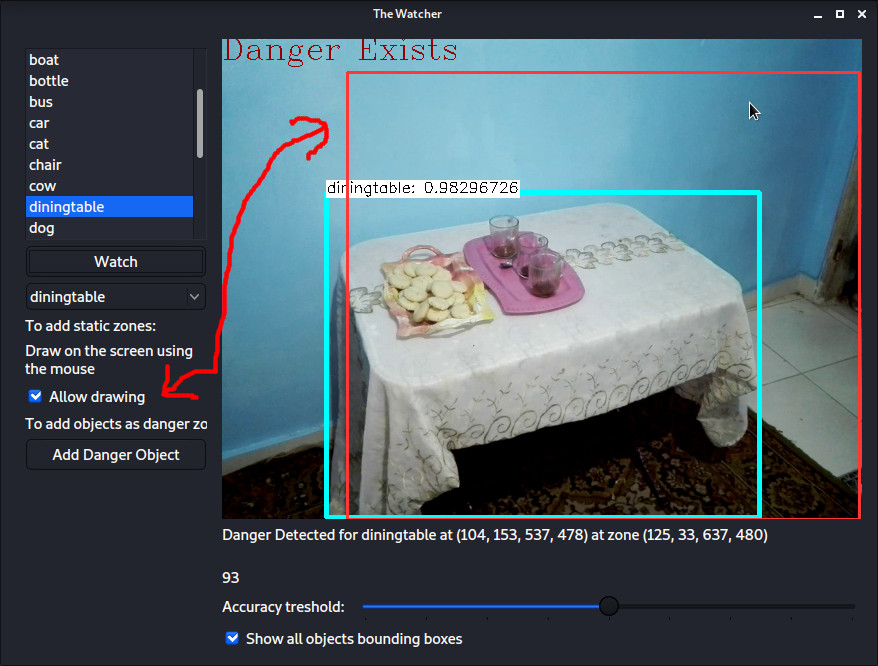 The Watcher
boat
bottle
bus
car
cat
chair
cow
diningtable
dog
Watch
diningtable
To add static zones:
Draw on the screen using
the mouse
Allow drawing
To add objects as danger zo
Add Danger Object
Danger Exists
diningtable: 0.98296726
Danger Detected for diningtable at (104, 153, 537, 478) at zone (125, 33, 637, 480)
93
Accuracy treshold:
Show all objects bounding boxes